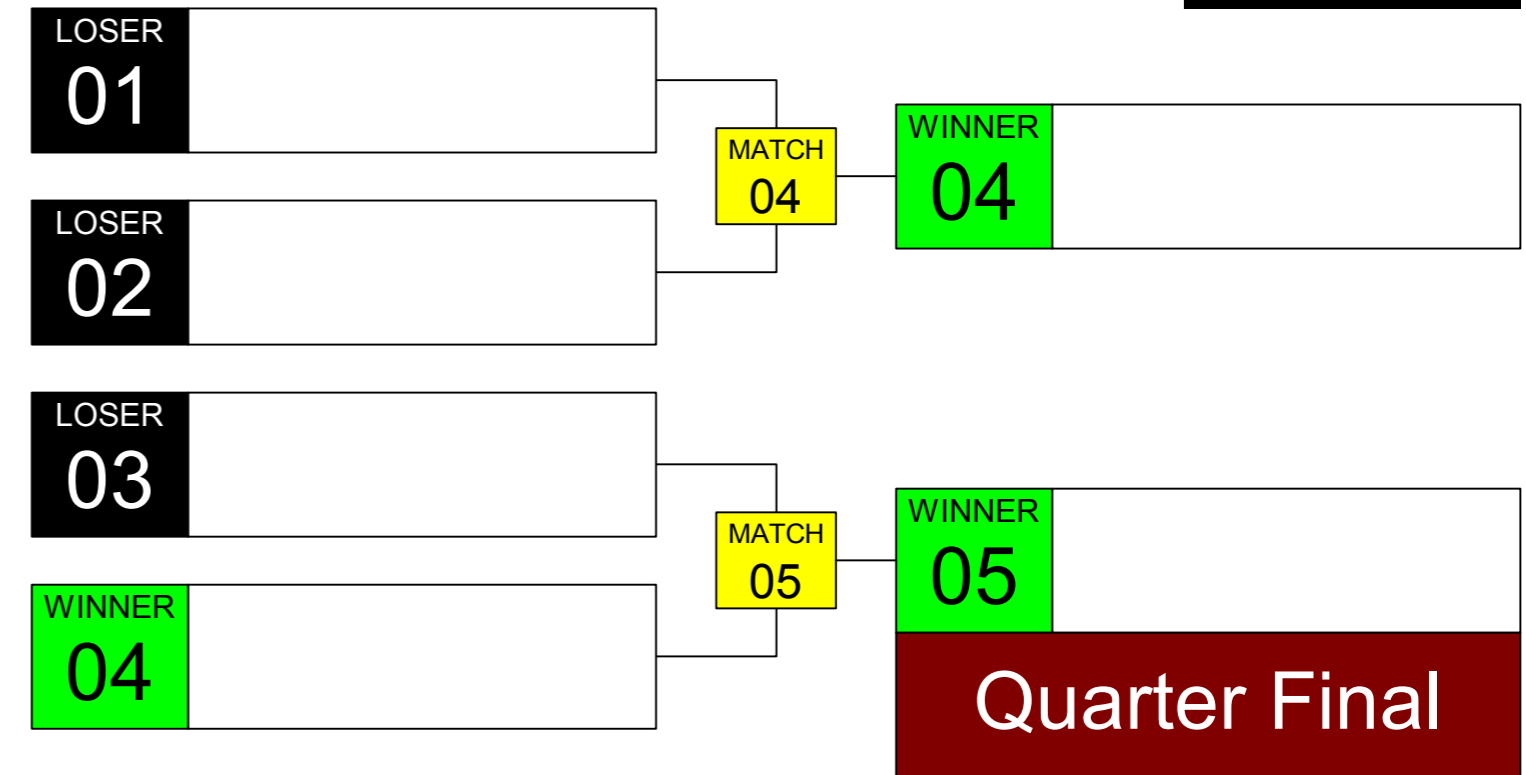 LOSER
01
LOSER
02
MATCH
04
WINNER
04
LOSER
03
WINNER
04
MATCH
05
WINNER
05
Quarter Final